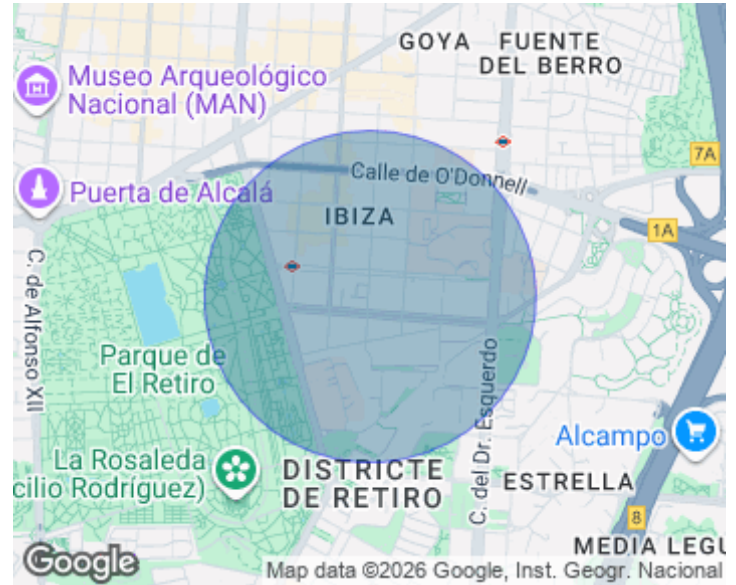 GOYA
FUENTE
DEL BERRO
Museo Arqueológico
Nacional (MAN)
7A
Calle de O'Donnell
Puerta de Alcalá
IBIZA
1A
C. de Alfonso XII
Parque de
El Retiro
C. del Dr. Esquerdo
Alcampo
La Rosaleda
cilio Rodríguez)
DISTRICTE
DE RETIRO
ESTRELLA
8
MEDIA LEGU
Google
Map data ©2026 Google, Inst. Geogr. Nacional